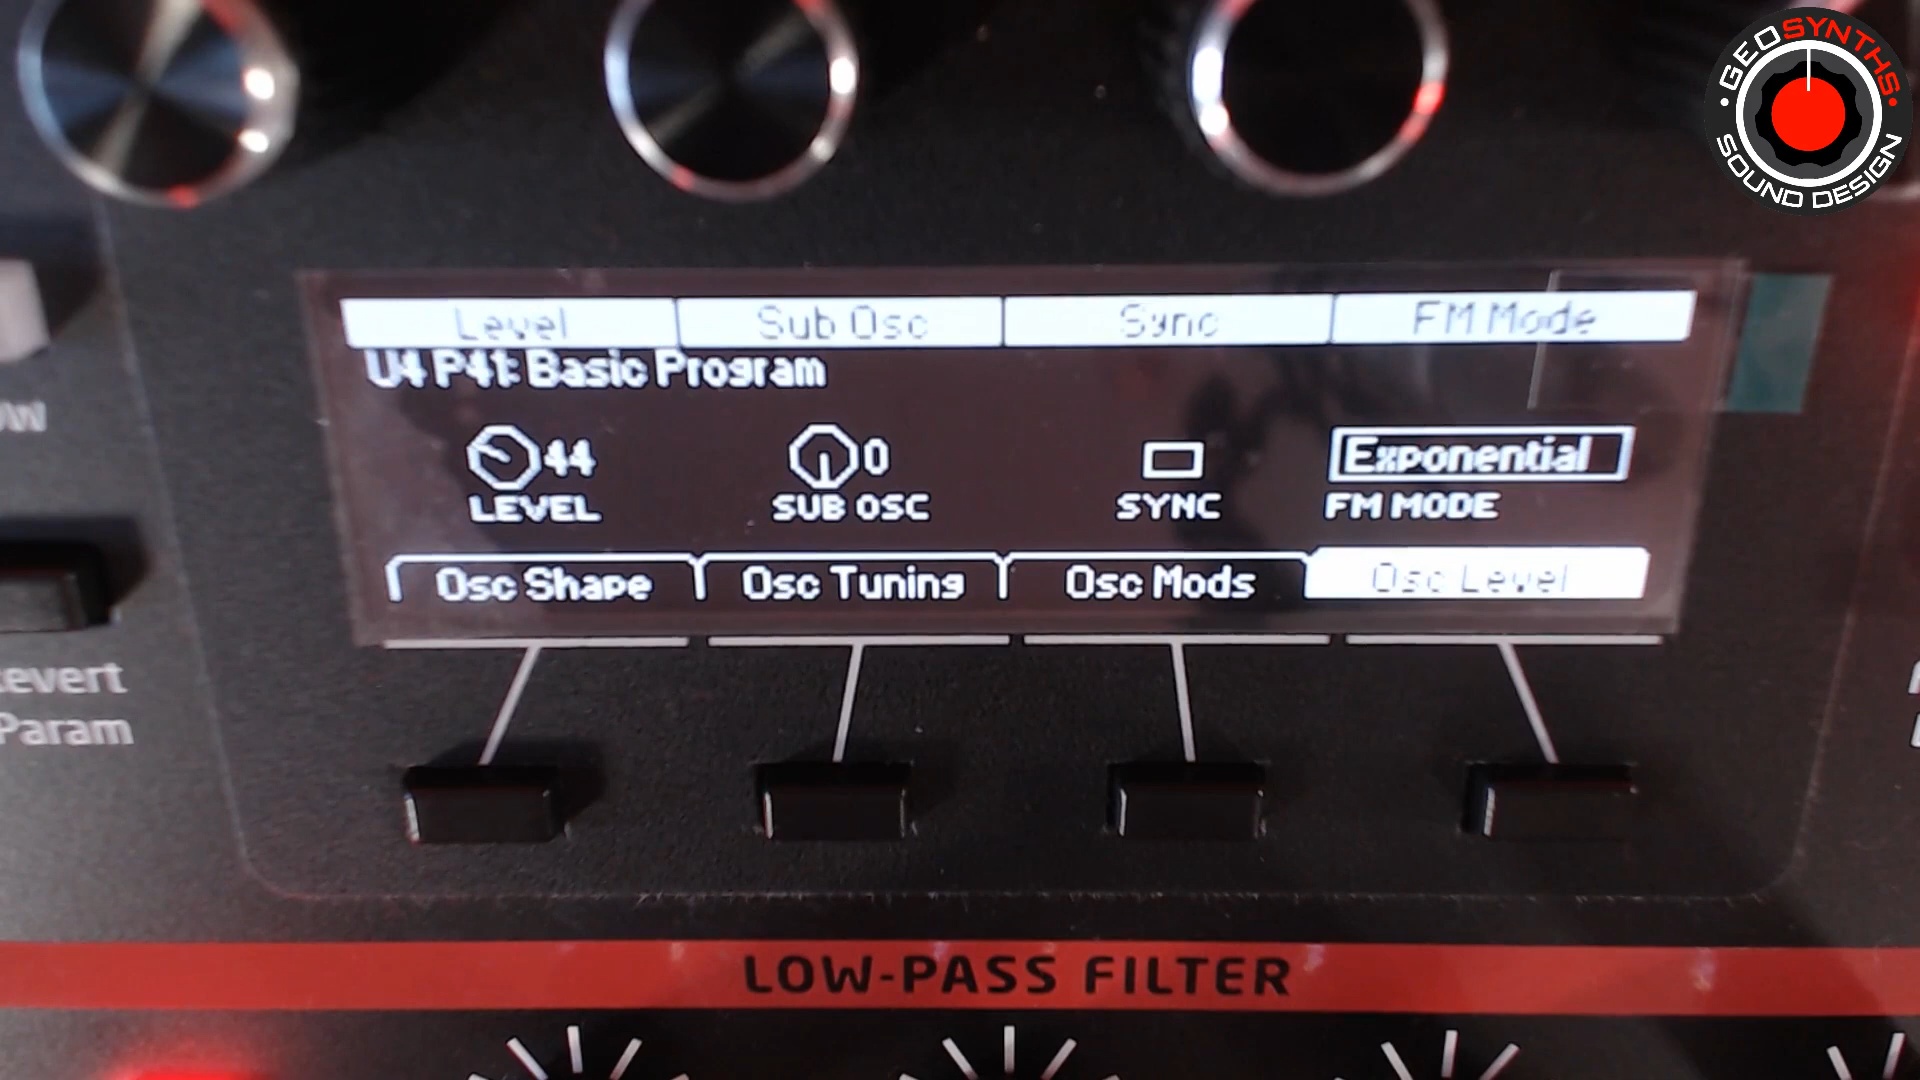 GEOSYNTHS
SOUND DESIGN
Level Sub Osc Sync FM Mode
U4 P41: Basic Program
44 0 Exponential
LEVEL SUB OSC SYNC FM MODE
Osc Shape Osc Tuning Osc Mods Osc Level
Param
LOW-PASS FILTER